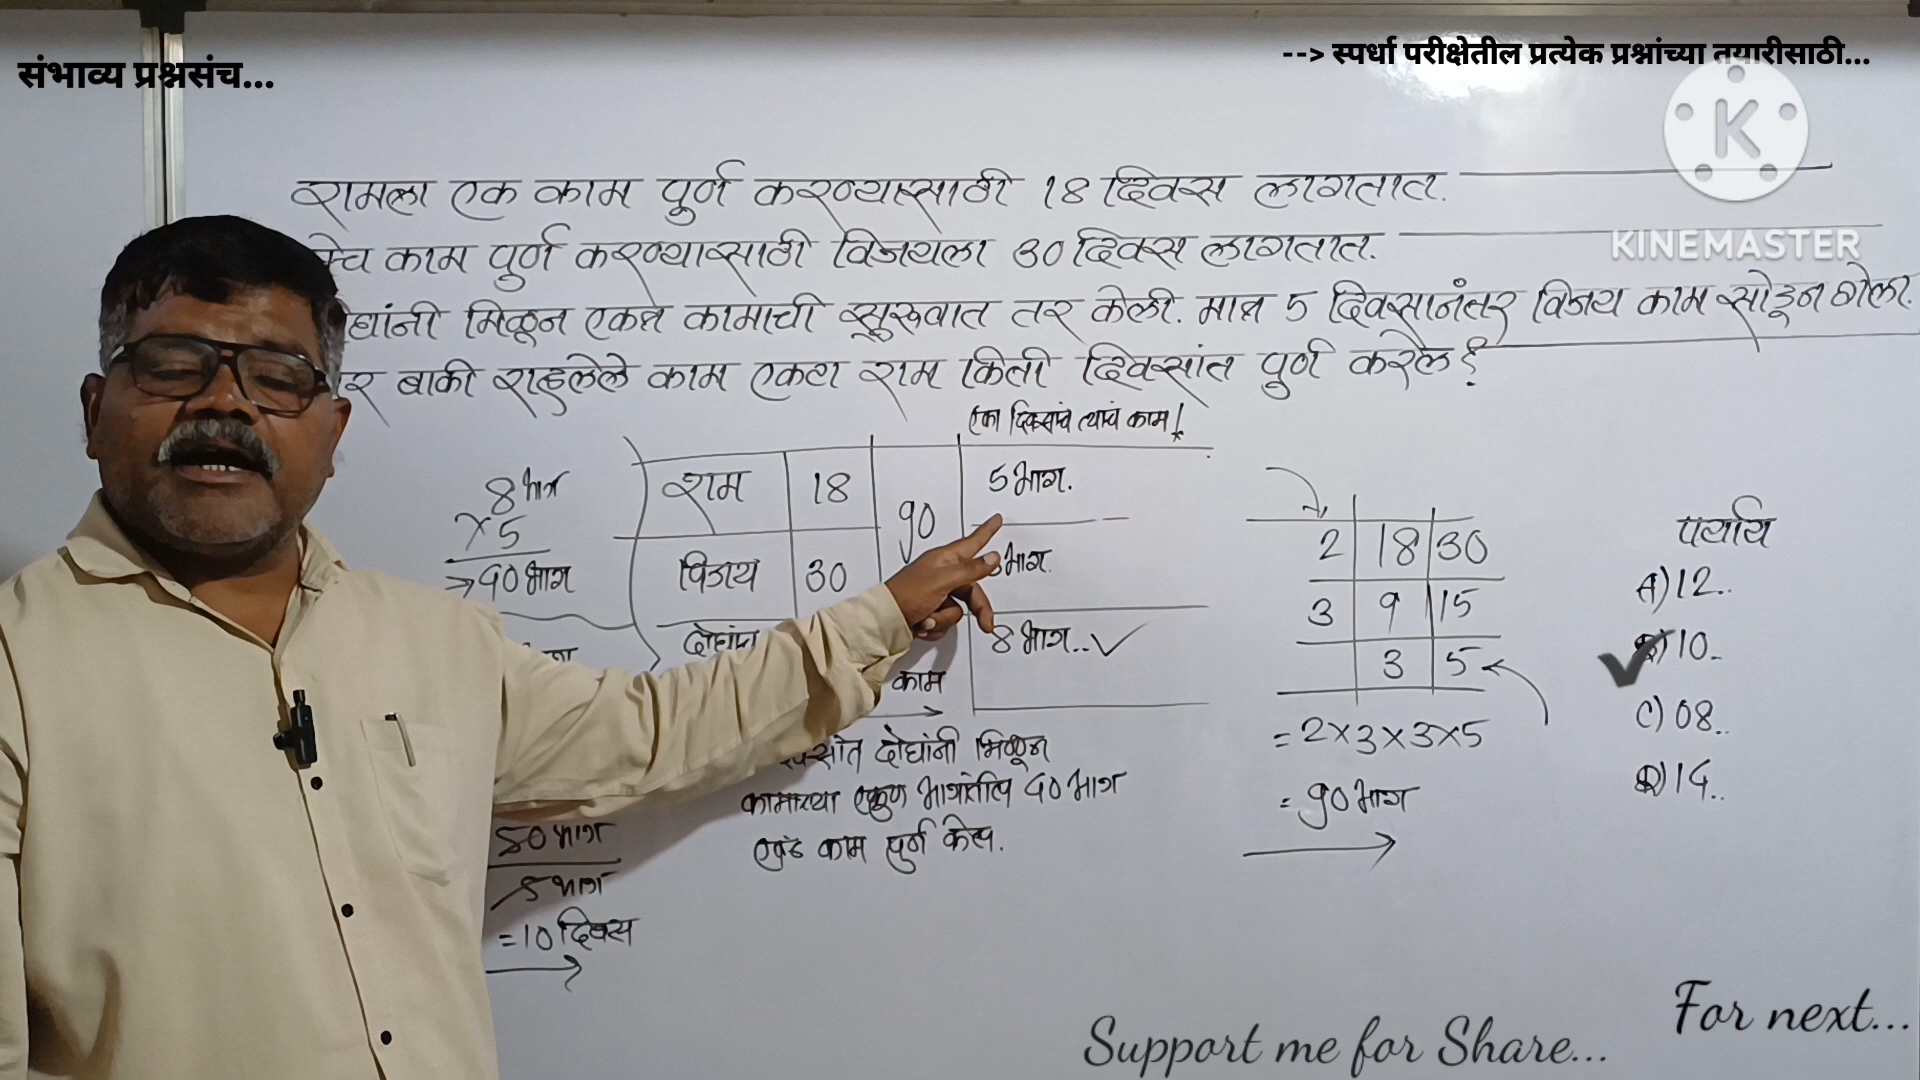 संभाव्य प्रश्नसंच...
--> स्पर्धा परीक्षेतील प्रत्येक प्रश्नांच्या तयारीसाठी...
K
KINEMASTER
रामला एक काम पुर्ण करण्यासाठी 18 दिवस लागतात.
काम पुर्ण करण्यासाठी विजयला 30 दिवस लागतात.
मिळून एकत्र कामाची सुरुवात तर केली. मात्र 5 दिवसानंतर विजय काम सोडून गेला.
बाकी राहलेले काम एकटा राम किती दिवसांत पुर्ण करेल?
एका दिवसाचं त्यांचं काम!
राम 18 90 5 भाग.
विजय 30 भाग.
8 भाग.. ✓
काम
8 भाग
×5
40 भाग
दोघांनी मिळून
कामाच्या एकूण भागांतील 40 भाग
एवढं काम पुर्ण केलं.
50 भाग
5 भाग
=10 दिवस
2 18 30
3 9 15
3 5
=2×3×3×5
= 90 भाग
पर्याय
A) 12..
B) 10..
C) 08..
D) 14..
Support me for Share...
For next...